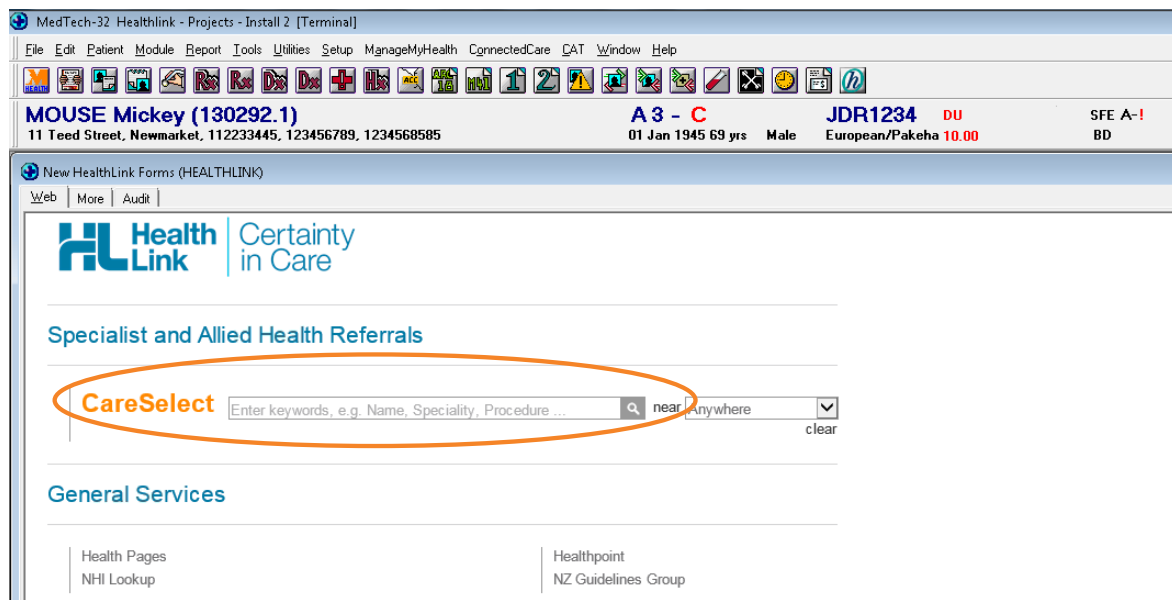 MedTech-32 Healthlink - Projects - Install 2 [Terminal]
File Edit Patient Module Report Tools Utilities Setup ManageMyHealth ConnectedCare CAT Window Help
MOUSE Mickey (130292.1) A 3 - C JDR1234 DU SFE A-!
11 Teed Street, Newmarket, 112233445, 123456789, 1234568585 01 Jan 1945 69 yrs Male European/Pakeha 10.00 BD
New HealthLink Forms (HEALTHLINK)
Web More Audit
HL Health Link Certainty in Care
Specialist and Allied Health Referrals
CareSelect Enter keywords, e.g. Name, Speciality, Procedure ... near Anywhere
clear
General Services
Health Pages Healthpoint
NHI Lookup NZ Guidelines Group